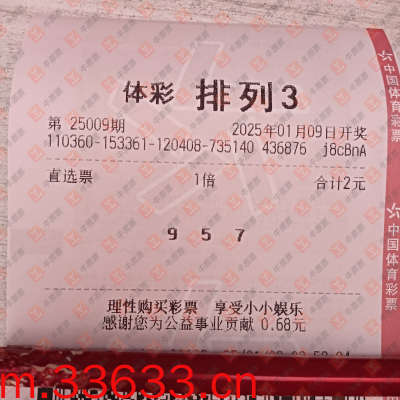 体彩 排列3
第 25009期 2025年01月09日开奖
110360-153361-120408-735140 436876 j8cBnA
直选票 1倍 合计2元
9 5 7
理性购买彩票 享受小小娱乐
感谢您为公益事业贡献 0.68元
m.33633.cn
中国体育彩票
中国体育彩票